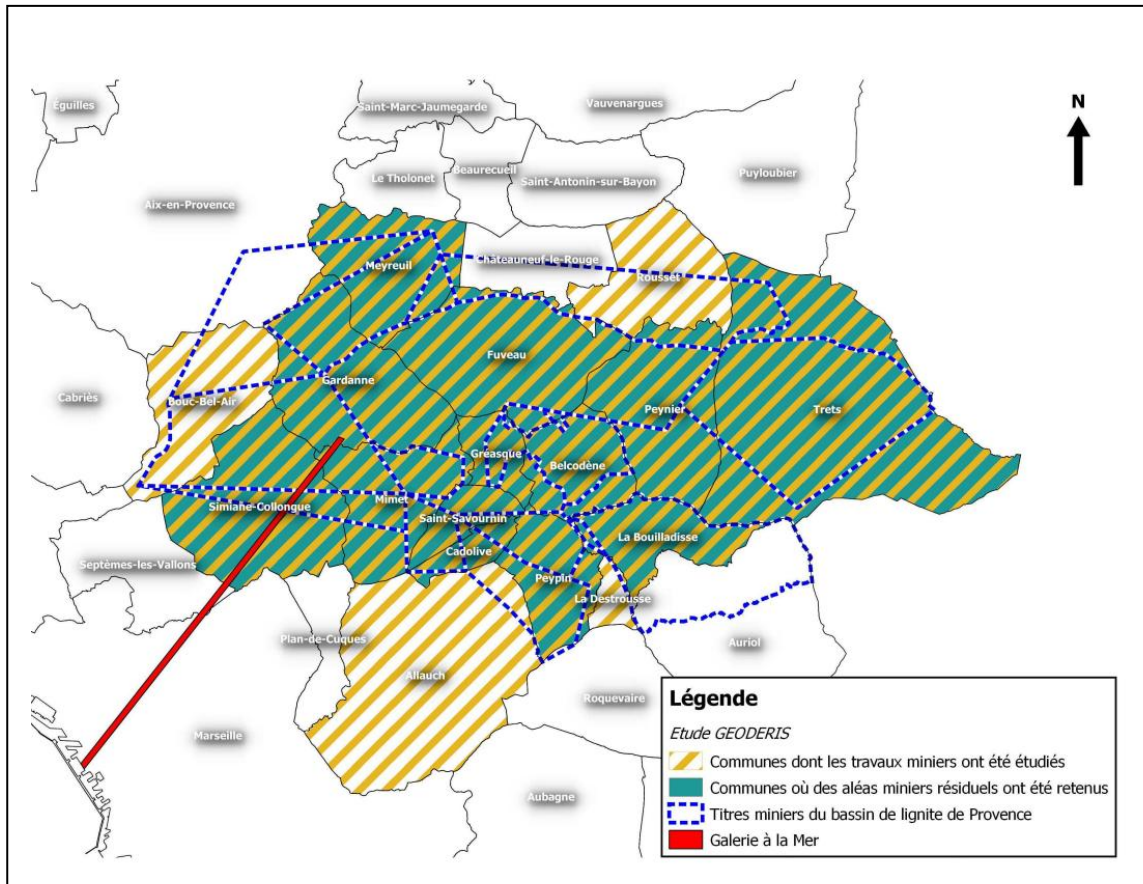 Éguilles
Saint-Marc-Jaumegarde
Vauvenargues
N
Beaurecueil
Puyloubier
Le Tholonet
Saint-Antonin-sur-Bayon
Aix-en-Provence
Châteauneuf-le-Rouge
Meyreuil
Rousset
Fuveau
Gardanne
Cabriès
Bouc-Bel-Air
Peynier
Trets
Gréasque
Belcodène
Mimet
Simiane-Collongue
Saint-Savournin
La Bouilladisse
Cadolive
Septèmes-les-Vallons
Peypin
La Destrousse
Plan-de-Cuques
Auriol
Allauch
Roquevaire
Marseille
Aubagne
Légende
Etude GEODERIS
Communes dont les travaux miniers ont été étudiés
Communes où des aléas miniers résiduels ont été retenus
Titres miniers du bassin de lignite de Provence
Galerie à la Mer